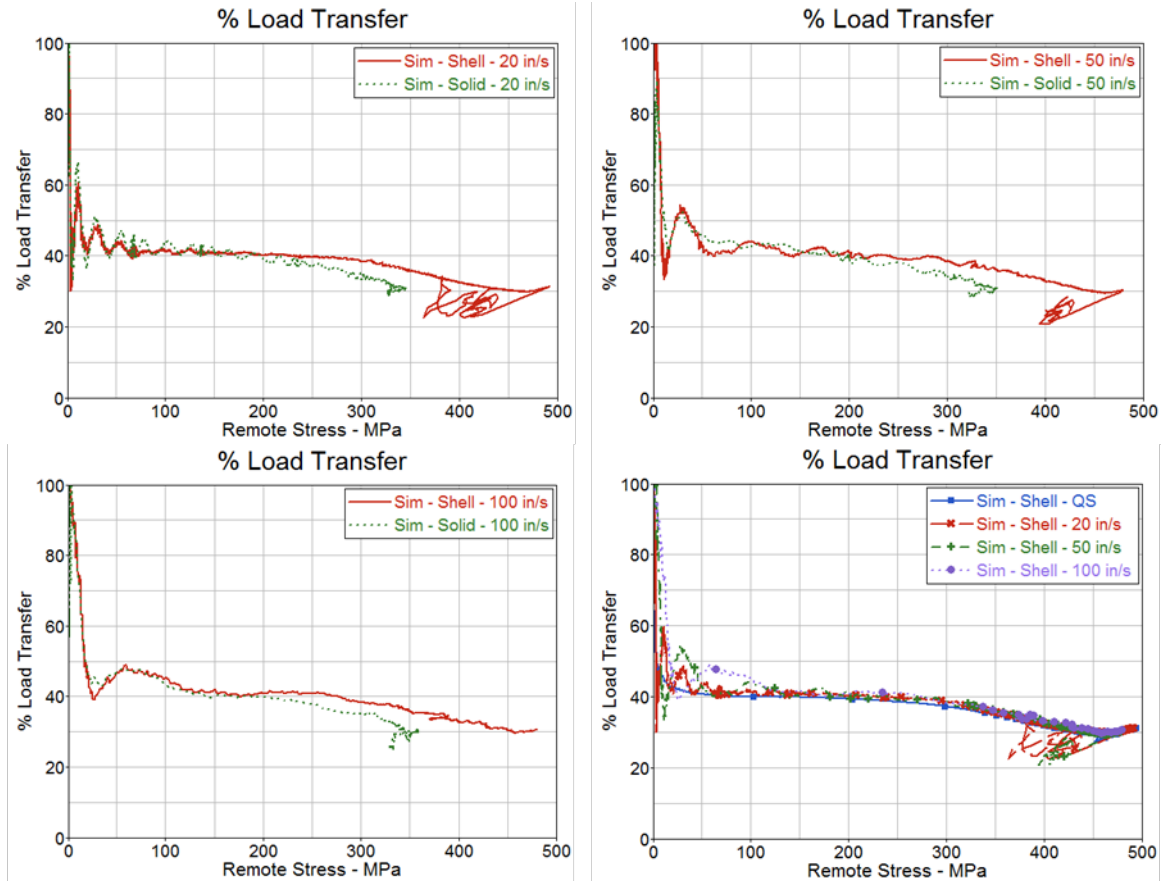 % Load Transfer
Sim - Shell - 20 in/s
Sim - Solid - 20 in/s
% Load Transfer
100
80
60
40
20
0
0 100 200 300 400 500
Remote Stress - MPa
% Load Transfer
Sim - Shell - 50 in/s
Sim - Solid - 50 in/s
% Load Transfer
100
80
60
40
20
0
0 100 200 300 400 500
Remote Stress - MPa
% Load Transfer
Sim - Shell - 100 in/s
Sim - Solid - 100 in/s
% Load Transfer
100
80
60
40
20
0
0 100 200 300 400 500
Remote Stress - MPa
% Load Transfer
Sim - Shell - QS
Sim - Shell - 20 in/s
Sim - Shell - 50 in/s
Sim - Shell - 100 in/s
% Load Transfer
100
80
60
40
20
0
0 100 200 300 400 500
Remote Stress - MPa